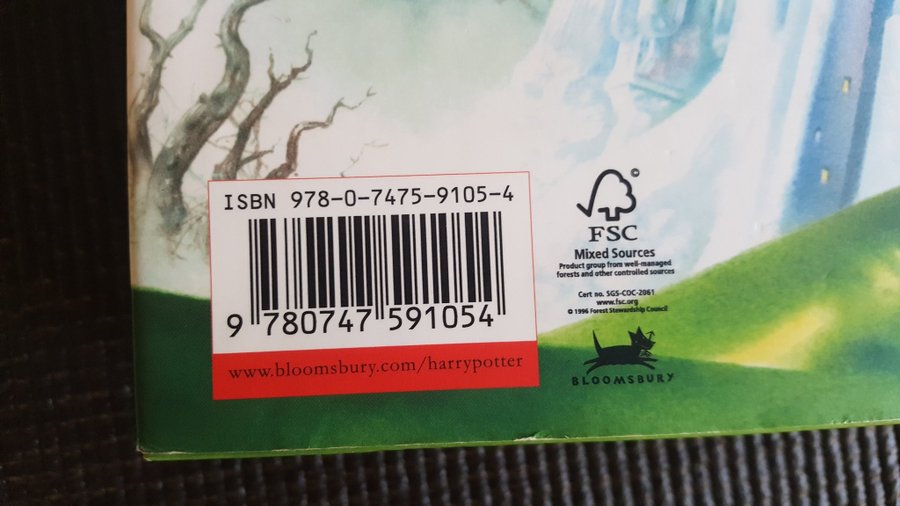 ISBN 978-0-7475-9105-4
9 780747 591054
www.bloomsbury.com/harrypotter
©
FSC
Mixed Sources
Product group from well-managed
forests and other controlled sources
Cert no. SGS-COC-2061
www.fsc.org
© 1996 Forest Stewardship Council
BLOOMSBURY